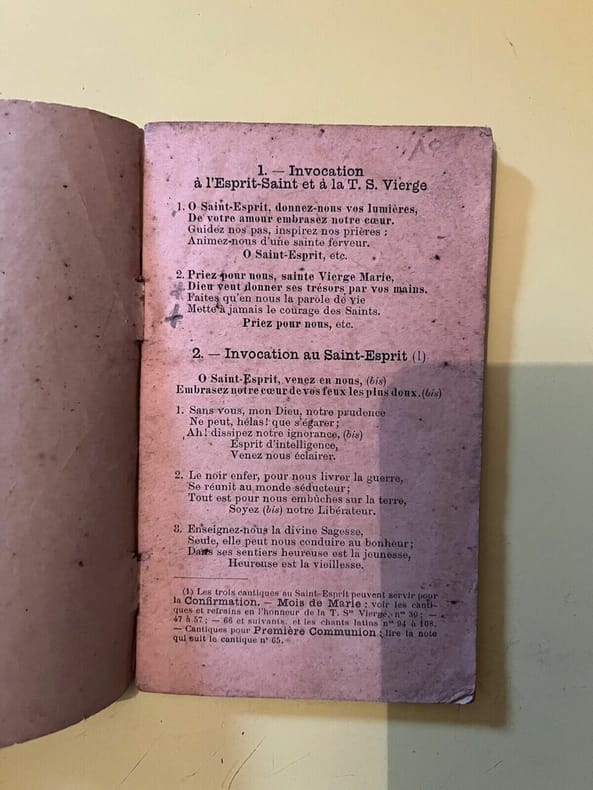 1. — Invocation
à l'Esprit-Saint et à la T. S. Vierge
1. O Saint-Esprit, donnez-nous vos lumières,
De votre amour embrasez notre cœur.
Guidez nos pas, inspirez nos prières :
Animez-nous d'une sainte ferveur.
O Saint-Esprit, etc.
2. Priez pour nous, sainte Vierge Marie,
Dieu veut donner ses trésors par vos mains.
Faites qu'en nous la parole de vie
Mette à jamais le courage des Saints.
Priez pour nous, etc.
2. — Invocation au Saint-Esprit (1)
O Saint-Esprit, venez en nous, (bis)
Embrasez notre cœur de vos feux les plus doux. (bis)
1. Sans vous, mon Dieu, notre prudence
Ne peut, hélas! que s'égarer;
Ah! dissipez notre ignorance, (bis)
Esprit d'intelligence,
Venez nous éclairer.
2. Le noir enfer, pour nous livrer la guerre,
Se réunit au monde séducteur;
Tout est pour nous embûches sur la terre,
Soyez (bis) notre Libérateur.
3. Enseignez-nous la divine Sagesse,
Seule, elle peut nous conduire au bonheur;
Dans ses sentiers heureuse est la jeunesse,
Heureuse est la vieillesse.
(1) Les trois cantiques au Saint-Esprit peuvent servir pour
la Confirmation. — Mois de Marie : voir les canti-
ques et refrains en l'honneur de la T. Sᵗᵉ Vierge, nᵒˢ 30; —
47 à 57; — 66 et suivants, et les chants latins nᵒˢ 94 à 108.
— Cantiques pour Première Communion : lire la note
qui suit le cantique n° 65.